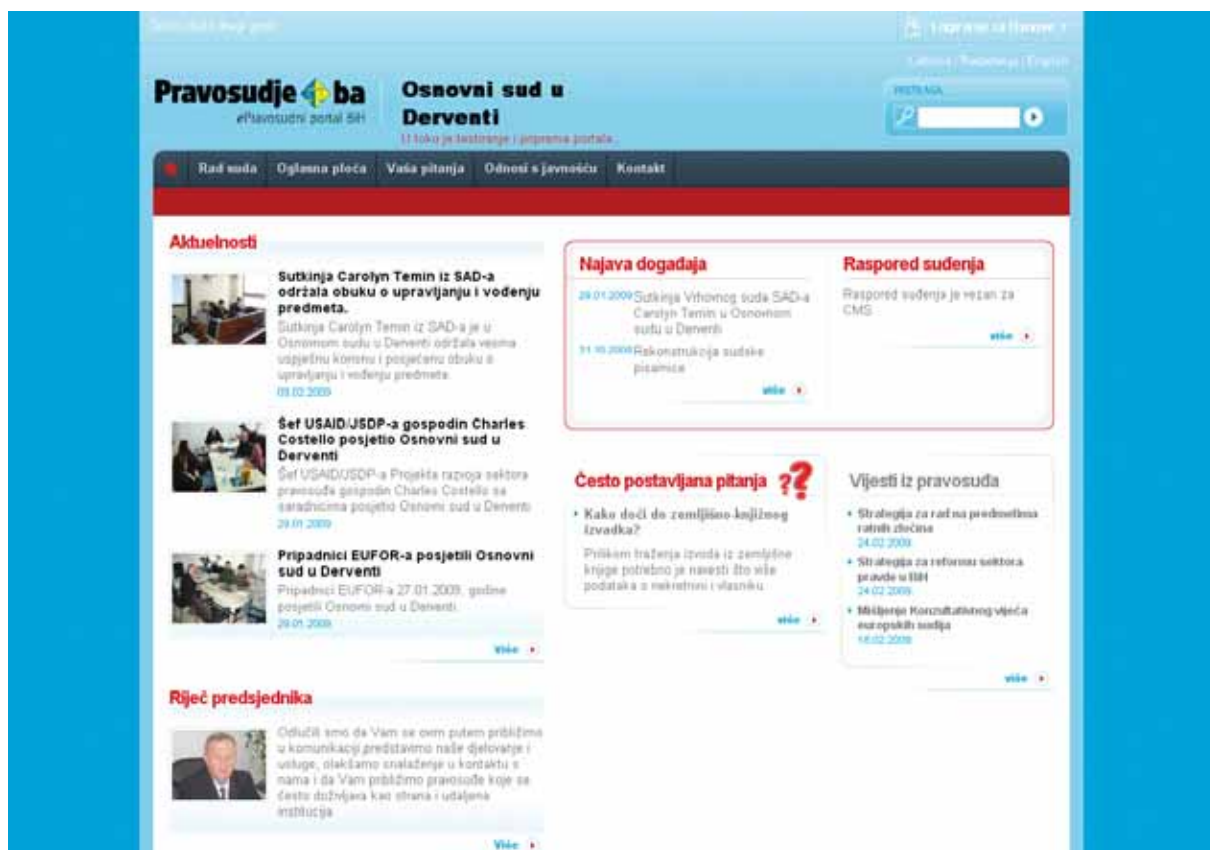 Pravosudje ba
ePravosudni portal BiH
Osnovni sud u
Derventi
U toku je testiranje i priprema portala.
Latinica | Ћирилица | English
PRETRAGA
Rad suda Oglasna ploča Vaša pitanja Odnosi s javnošću Kontakt
Aktuelnosti
Sutkinja Carolyn Temin iz SAD-a
održala obuku o upravljanju i vođenju
predmeta.
Sutkinja Carolyn Temin iz SAD-a je u
Osnovnom sudu u Derventi održala veoma
uspješnu korisnu i posjećenu obuku o
upravljanju i vođenju predmeta.
Šef USAID/JSDP-a gospodin Charles
Costello posjetio Osnovni sud u
Derventi
Šef USAID/JSDP-a Projekta razvoja sektora
pravosuđa gospodin Charles Costello sa
saradnicima posjetio Osnovni sud u Derventi
29.01.2009
Pripadnici EUFOR-a posjetili Osnovni
sud u Derventi
Pripadnici EUFOR-a 27.01.2009. godine
posjetili Osnovni sud u Derventi.
29.01.2009
Više
Riječ predsjednika
Odlučili smo da Vam se ovim putem približimo
u komunikaciji predstavimo naše djelovanje i
usluge, olakšamo snalaženje u kontaktu s
nama i da Vam približimo pravosuđe koje se
često doživljava kao strana i udaljena
institucija
Više
Najava događaja
29.01.2009 Sutkinja Vrhovnog suda SAD-a
Carolyn Temin u Osnovnom
sudu u Derventi
31.10.2008 Rekonstrukcija sudske
pisarnice
više
Raspored suđenja
Raspored suđenja je vezan za
CMS
više
Često postavljana pitanja ??
Kako doći do zemljišno-knjižnog
izvadka?
Prilikom traženja izvoda iz zemljišne
knjige potrebno je navesti što više
podataka o nekretnini i vlasniku.
više
Vijesti iz pravosuđa
Strategija za rad na predmetima
ratnih zločina
24.02.2009
Strategija za reformu sektora
pravde u BiH
24.02.2009
Mišljenje Konzultativnog vijeća
europskih sudija
više